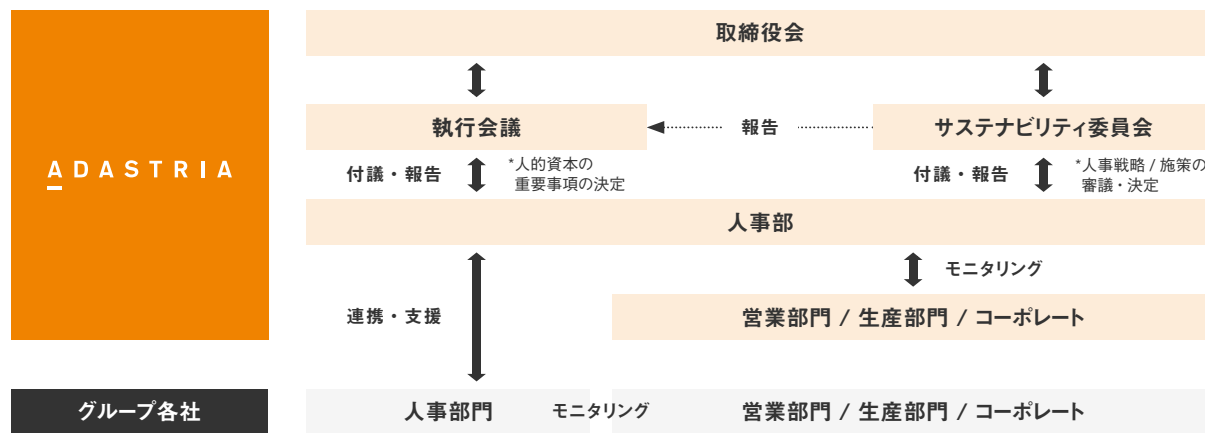 取締役会
執行会議
報告
サステナビリティ委員会
ADASTRIA
付議・報告
*人的資本の
重要事項の決定
付議・報告
*人事戦略 / 施策の
審議・決定
人事部
モニタリング
連携・支援
営業部門 / 生産部門 / コーポレート
グループ各社
人事部門
モニタリング
営業部門 / 生産部門 / コーポレート